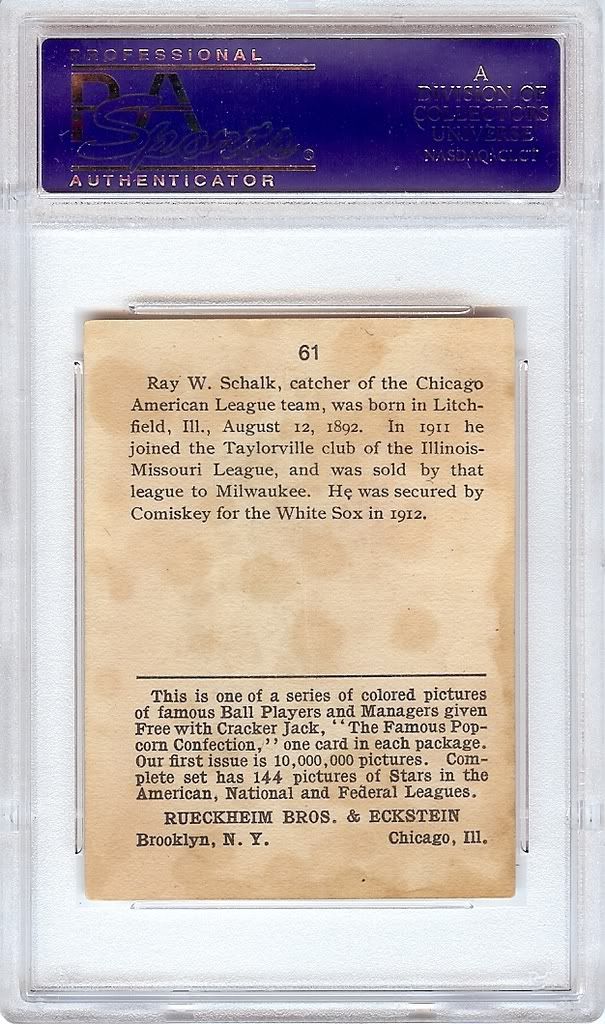 PROFESSIONAL
PSA
Sports
AUTHENTICATOR
A
DIVISION OF
COLLECTORS
UNIVERSE
NASDAQ: CLCT
61
Ray W. Schalk, catcher of the Chicago
American League team, was born in Litch-
field, Ill., August 12, 1892. In 1911 he
joined the Taylorville club of the Illinois-
Missouri League, and was sold by that
league to Milwaukee. He was secured by
Comiskey for the White Sox in 1912.
This is one of a series of colored pictures
of famous Ball Players and Managers given
Free with Cracker Jack, "The Famous Pop-
corn Confection," one card in each package.
Our first issue is 10,000,000 pictures. Com-
plete set has 144 pictures of Stars in the
American, National and Federal Leagues.
RUECKHEIM BROS. & ECKSTEIN
Brooklyn, N. Y. Chicago, Ill.